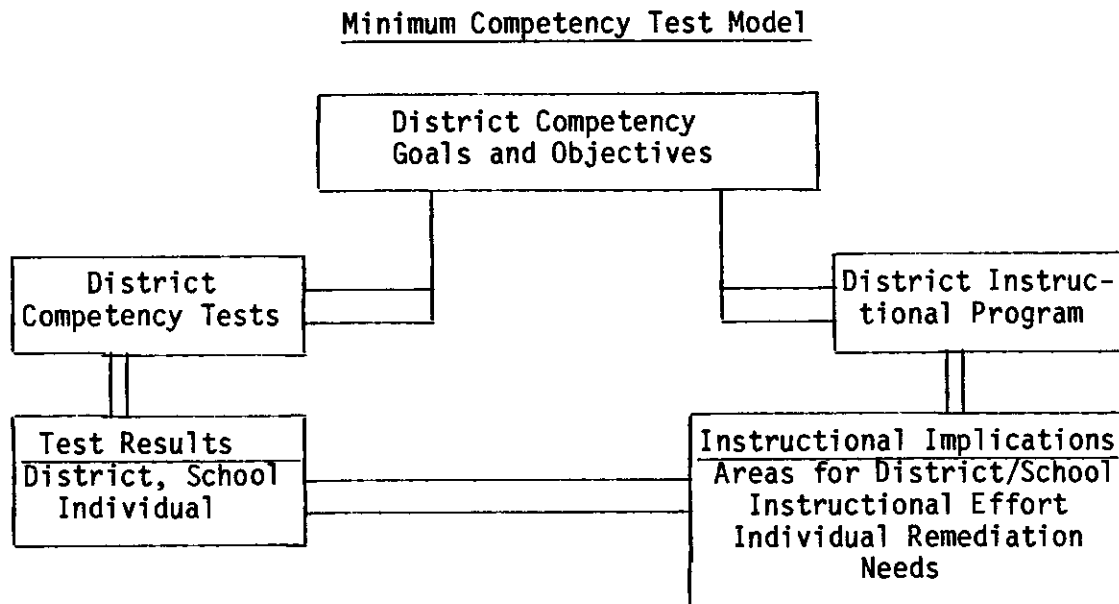 Minimum Competency Test Model
District Competency
Goals and Objectives
District
Competency Tests
District Instruc-
tional Program
Test Results
District, School
Individual
Instructional Implications
Areas for District/School
Instructional Effort
Individual Remediation
Needs